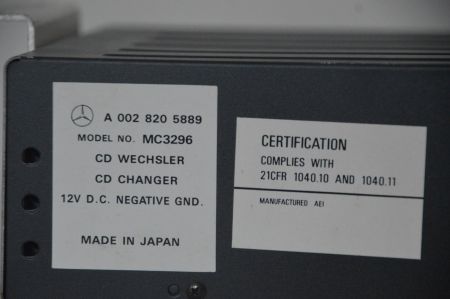 A 002 820 5889
MODEL NO. MC3296
CD WECHSLER
CD CHANGER
12V D.C. NEGATIVE GND.
MADE IN JAPAN
CERTIFICATION
COMPLIES WITH
21CFR 1040.10 AND 1040.11
MANUFACTURED AEI